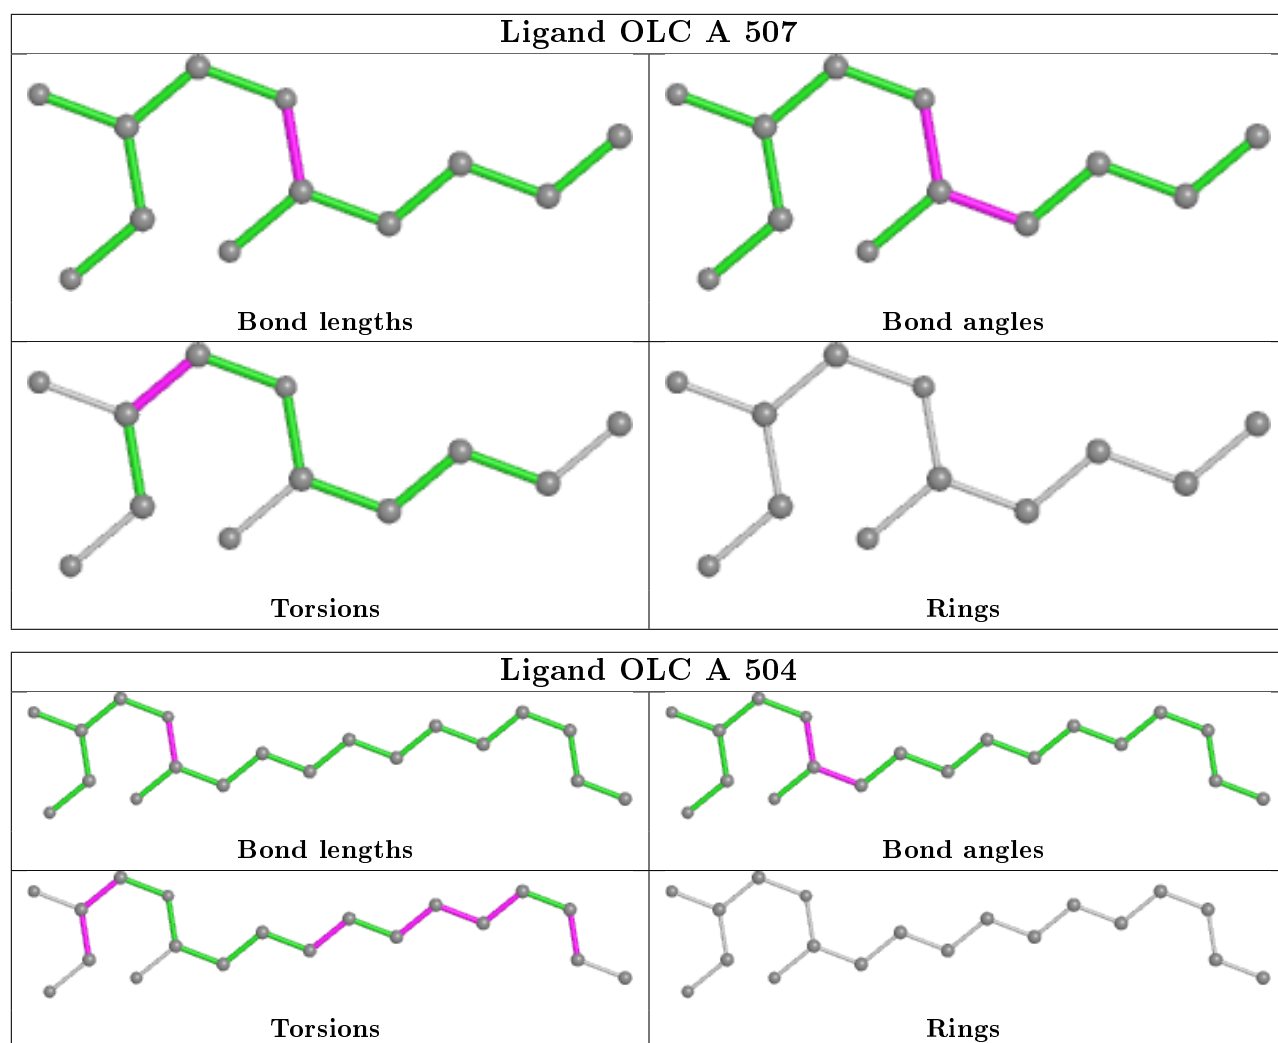 Ligand OLC A 507
Bond lengths
Bond angles
Torsions
Rings
Ligand OLC A 504
Bond lengths
Bond angles
Torsions
Rings